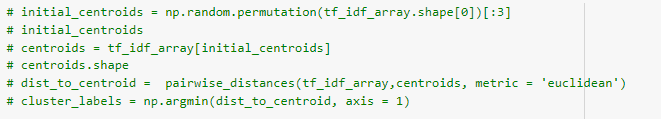 # initial_centroids = np.random.permutation(tf_idf_array.shape[0])[:3]
# initial_centroids
# centroids = tf_idf_array[initial_centroids]
# centroids.shape
# dist_to_centroid =  pairwise_distances(tf_idf_array,centroids, metric = 'euclidean')
# cluster_labels = np.argmin(dist_to_centroid, axis = 1)